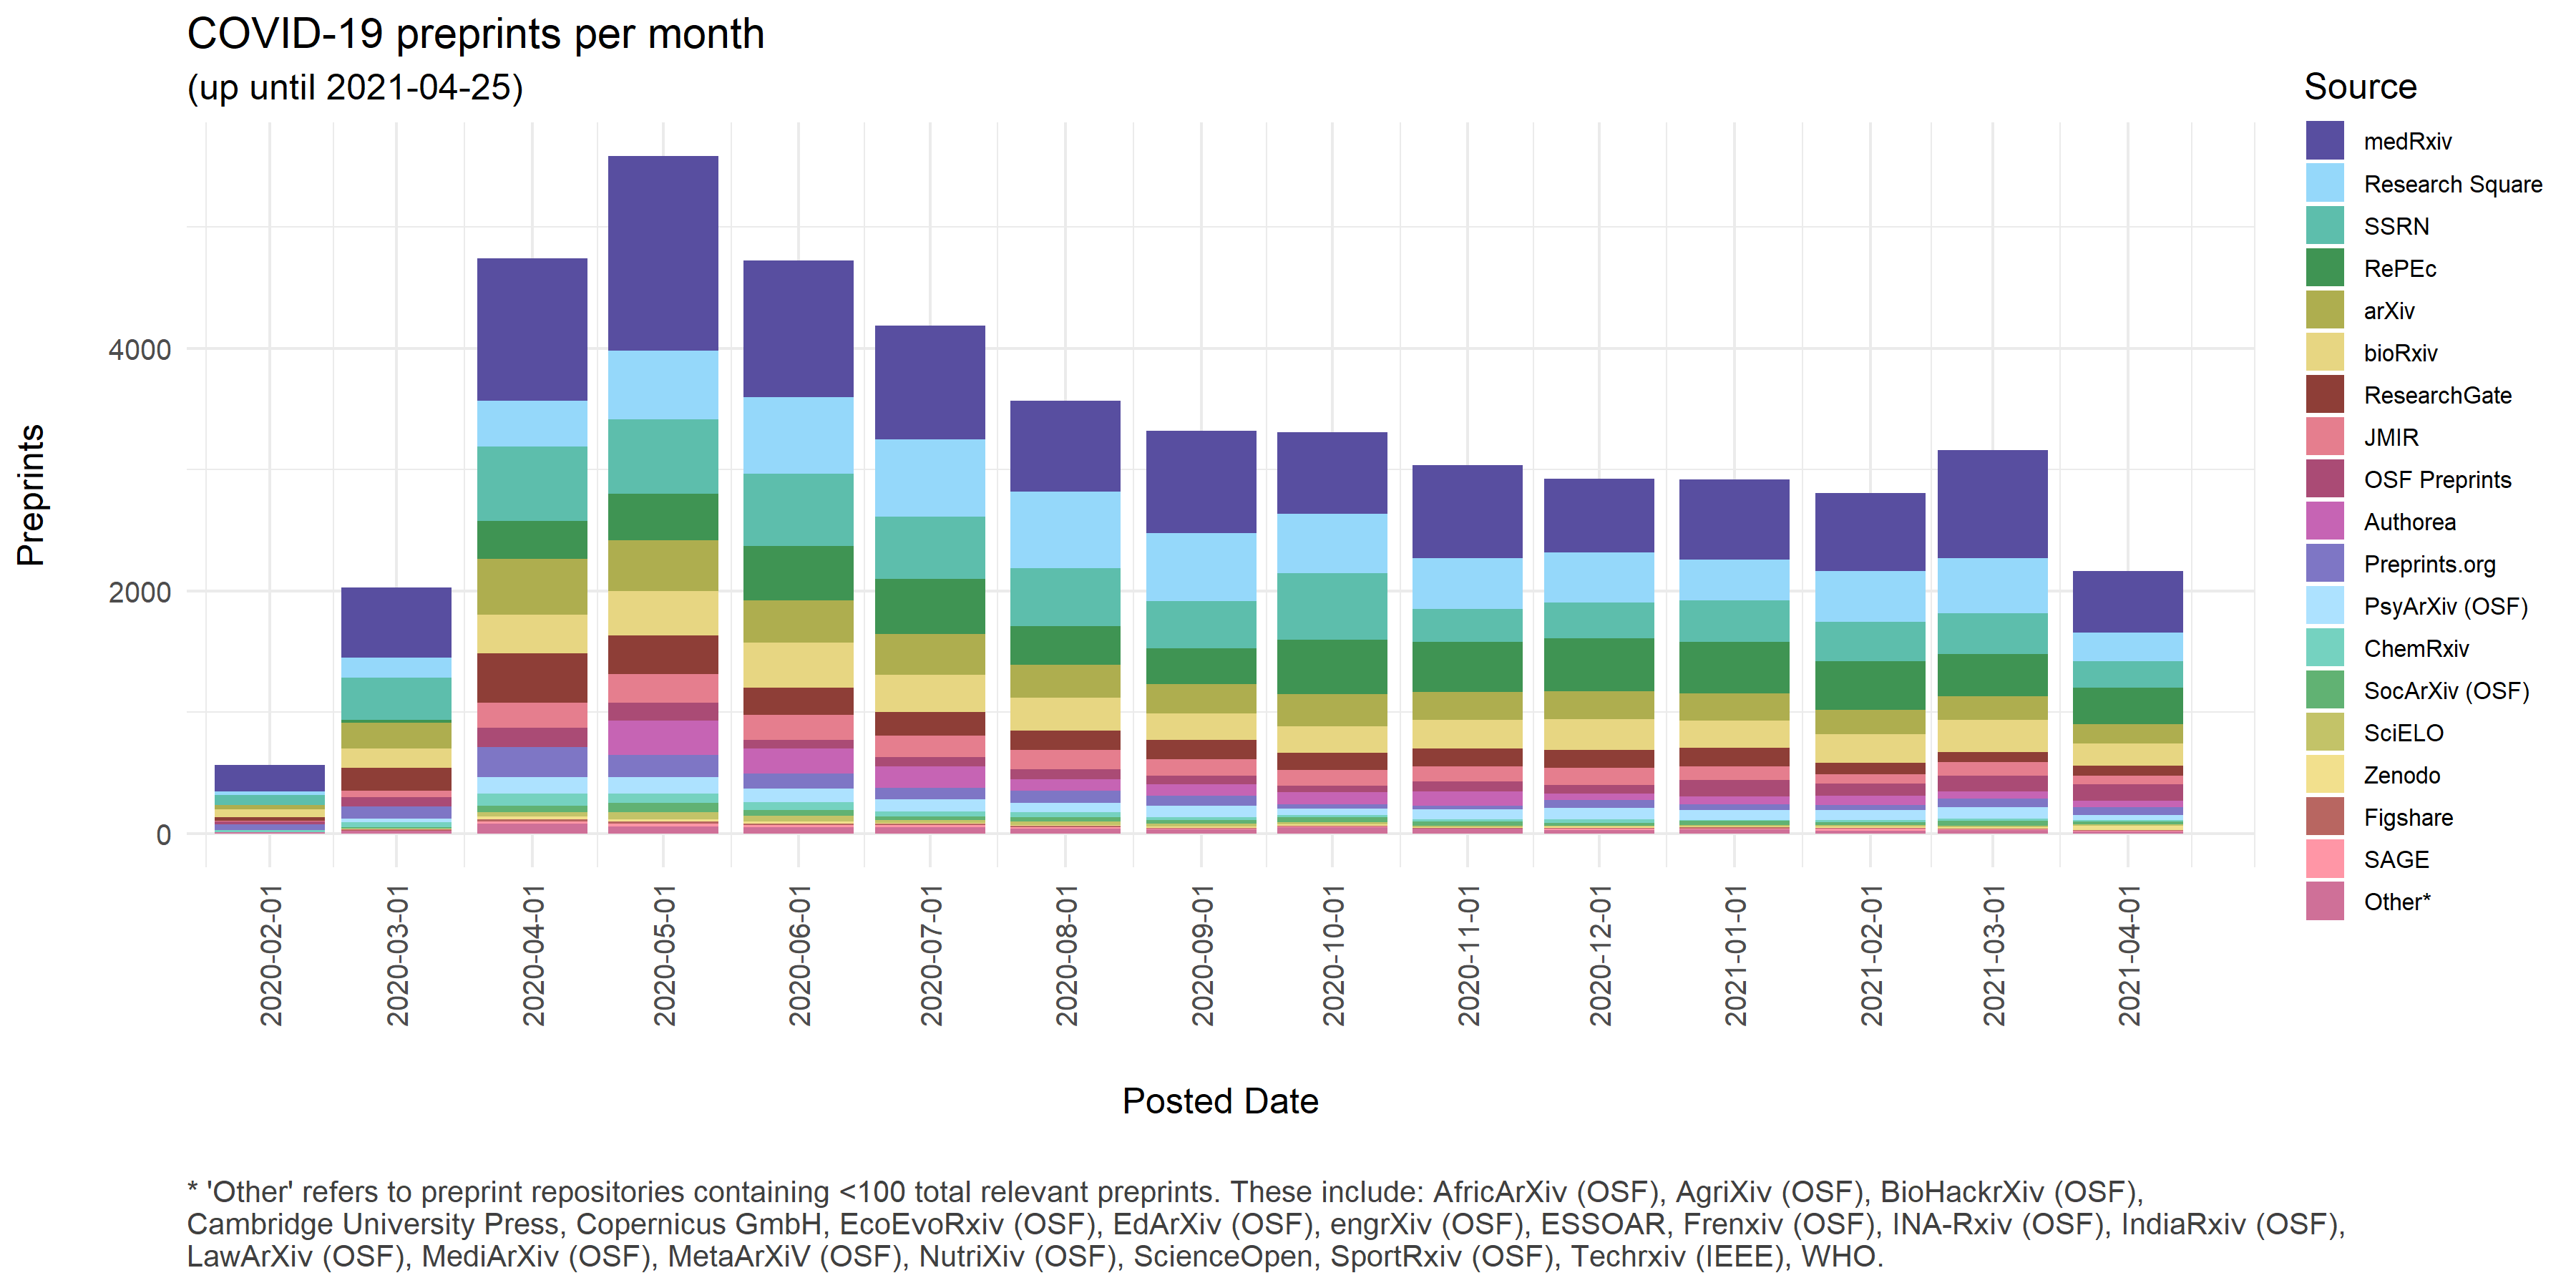 COVID-19 preprints per month
(up until 2021-04-25)
Source
medRxiv
Research Square
SSRN
RePEc
arXiv
bioRxiv
ResearchGate
JMIR
OSF Preprints
Authorea
Preprints.org
PsyArXiv (OSF)
ChemRxiv
SocArXiv (OSF)
SciELO
Zenodo
Figshare
SAGE
Other*
Preprints
4000
2000
0
2020-02-01
2020-03-01
2020-04-01
2020-05-01
2020-06-01
2020-07-01
2020-08-01
2020-09-01
2020-10-01
2020-11-01
2020-12-01
2021-01-01
2021-02-01
2021-03-01
2021-04-01
Posted Date
* 'Other' refers to preprint repositories containing <100 total relevant preprints. These include: AfricArXiv (OSF), AgriXiv (OSF), BioHackrXiv (OSF),
Cambridge University Press, Copernicus GmbH, EcoEvoRxiv (OSF), EdArXiv (OSF), engrXiv (OSF), ESSOAR, Frenxiv (OSF), INA-Rxiv (OSF), IndiaRxiv (OSF),
LawArXiv (OSF), MediArXiv (OSF), MetaArXiV (OSF), NutriXiv (OSF), ScienceOpen, SportRxiv (OSF), Techrxiv (IEEE), WHO.